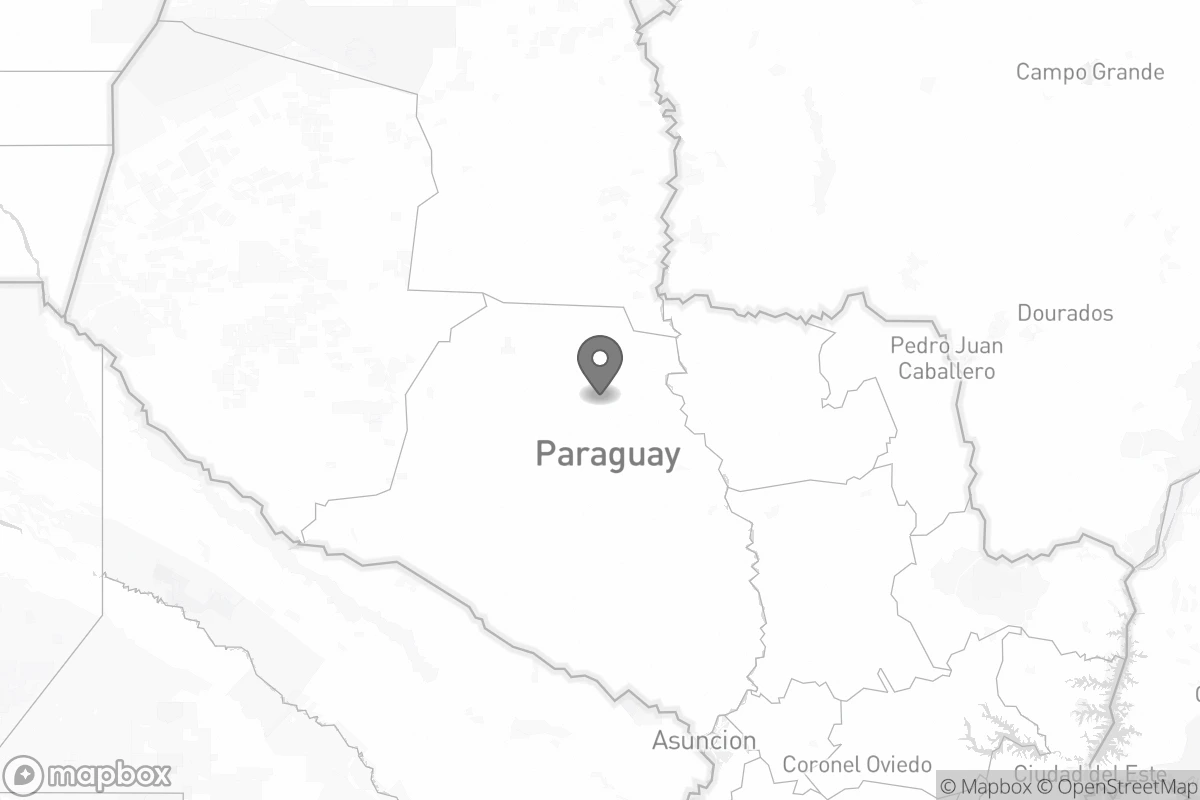 Campo Grande
Dourados
Pedro Juan
Caballero
Paraguay
Asuncion
Coronel Oviedo
Ciudad del Este
mapbox
© Mapbox © OpenStreetMap